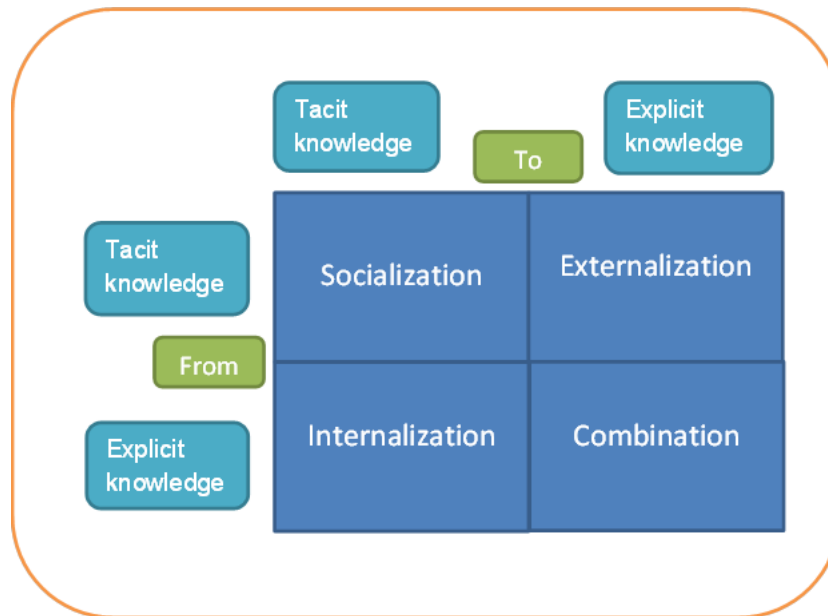 Tacit
knowledge
Explicit
knowledge
To
Tacit
knowledge
Socialization
Externalization
From
Explicit
knowledge
Internalization
Combination